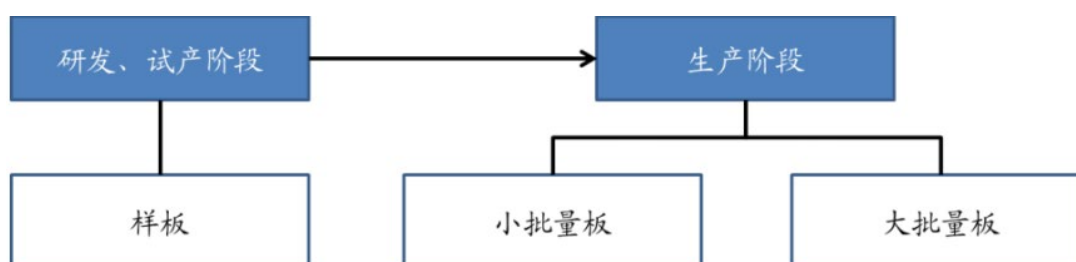 研发、试产阶段
生产阶段
样板
小批量板
大批量板